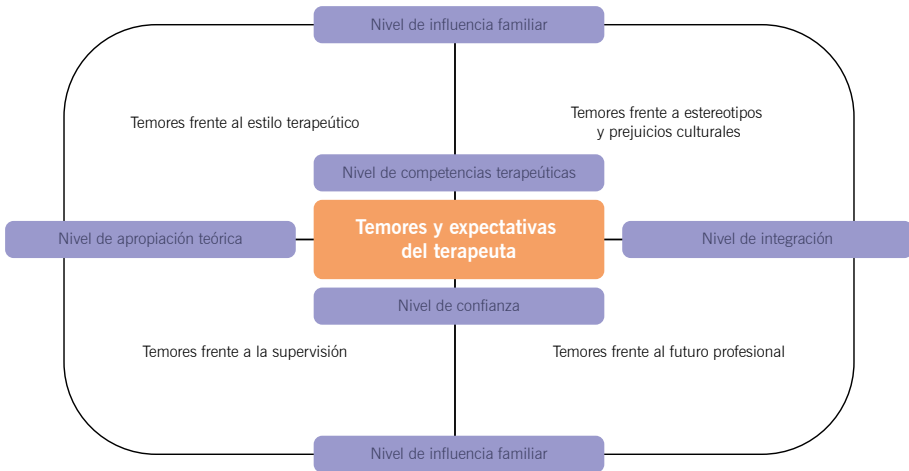 Nivel de influencia familiar
Temores frente al estilo terapeútico
Temores frente a estereotipos
y prejuicios culturales
Nivel de competencias terapeúticas
Nivel de apropiación teórica
Temores y expectativas
del terapeuta
Nivel de integración
Nivel de confianza
Temores frente a la supervisión
Temores frente al futuro profesional
Nivel de influencia familiar